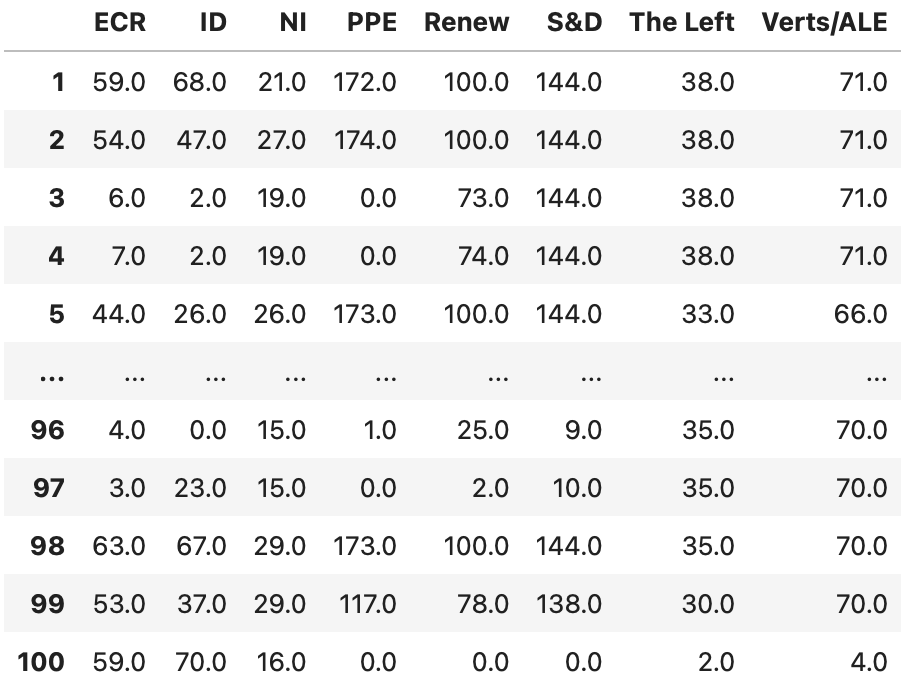 ECR ID NI PPE Renew S&D The Left Verts/ALE
1 59.0 68.0 21.0 172.0 100.0 144.0 38.0 71.0
2 54.0 47.0 27.0 174.0 100.0 144.0 38.0 71.0
3 6.0 2.0 19.0 0.0 73.0 144.0 38.0 71.0
4 7.0 2.0 19.0 0.0 74.0 144.0 38.0 71.0
5 44.0 26.0 26.0 173.0 100.0 144.0 33.0 66.0
... ... ... ... ... ... ... ... ...
96 4.0 0.0 15.0 1.0 25.0 9.0 35.0 70.0
97 3.0 23.0 15.0 0.0 2.0 10.0 35.0 70.0
98 63.0 67.0 29.0 173.0 100.0 144.0 35.0 70.0
99 53.0 37.0 29.0 117.0 78.0 138.0 30.0 70.0
100 59.0 70.0 16.0 0.0 0.0 0.0 2.0 4.0